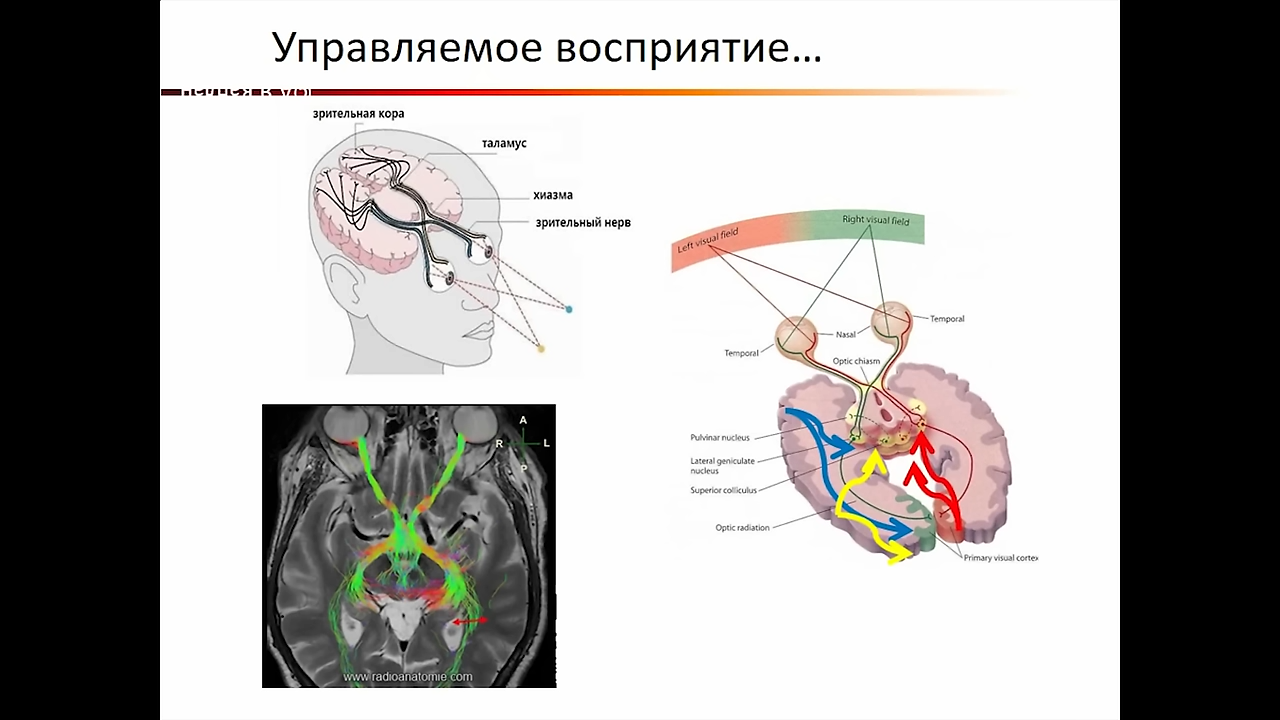 Управляемое восприятие...
зрительная кора
таламус
хиазма
зрительный нерв
Left visual field
Right visual field
Temporal
Nasal
Temporal
Optic chiasm
Pulvinar nucleus
Lateral geniculate
nucleus
Superior colliculus
Optic radiation
Primary visual cortex
A
R
L
P
www.radioanatomie.com